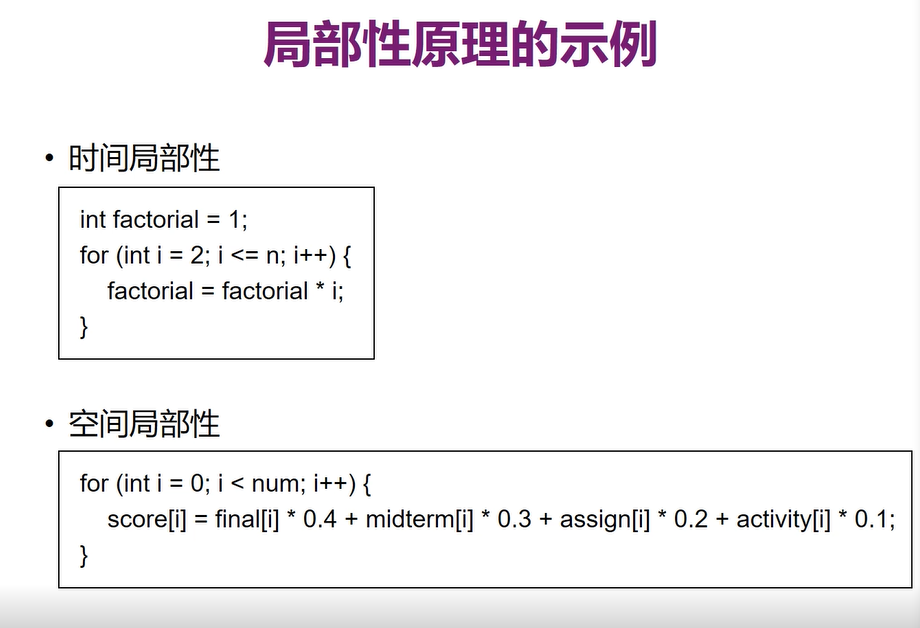 局部性原理的示例
• 时间局部性
int factorial = 1;
for (int i = 2; i <= n; i++) {
factorial = factorial * i;
}
• 空间局部性
for (int i = 0; i < num; i++) {
score[i] = final[i] * 0.4 + midterm[i] * 0.3 + assign[i] * 0.2 + activity[i] * 0.1;
}